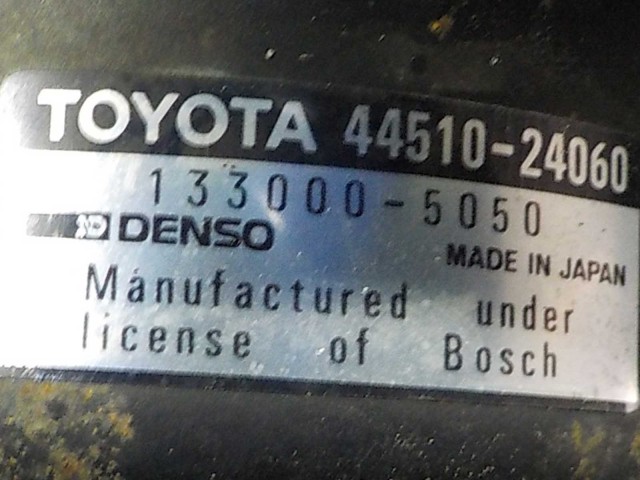 TOYOTA 44510-24060
133000-5050
DENSO
MADE IN JAPAN
Manufactured under
license of Bosch